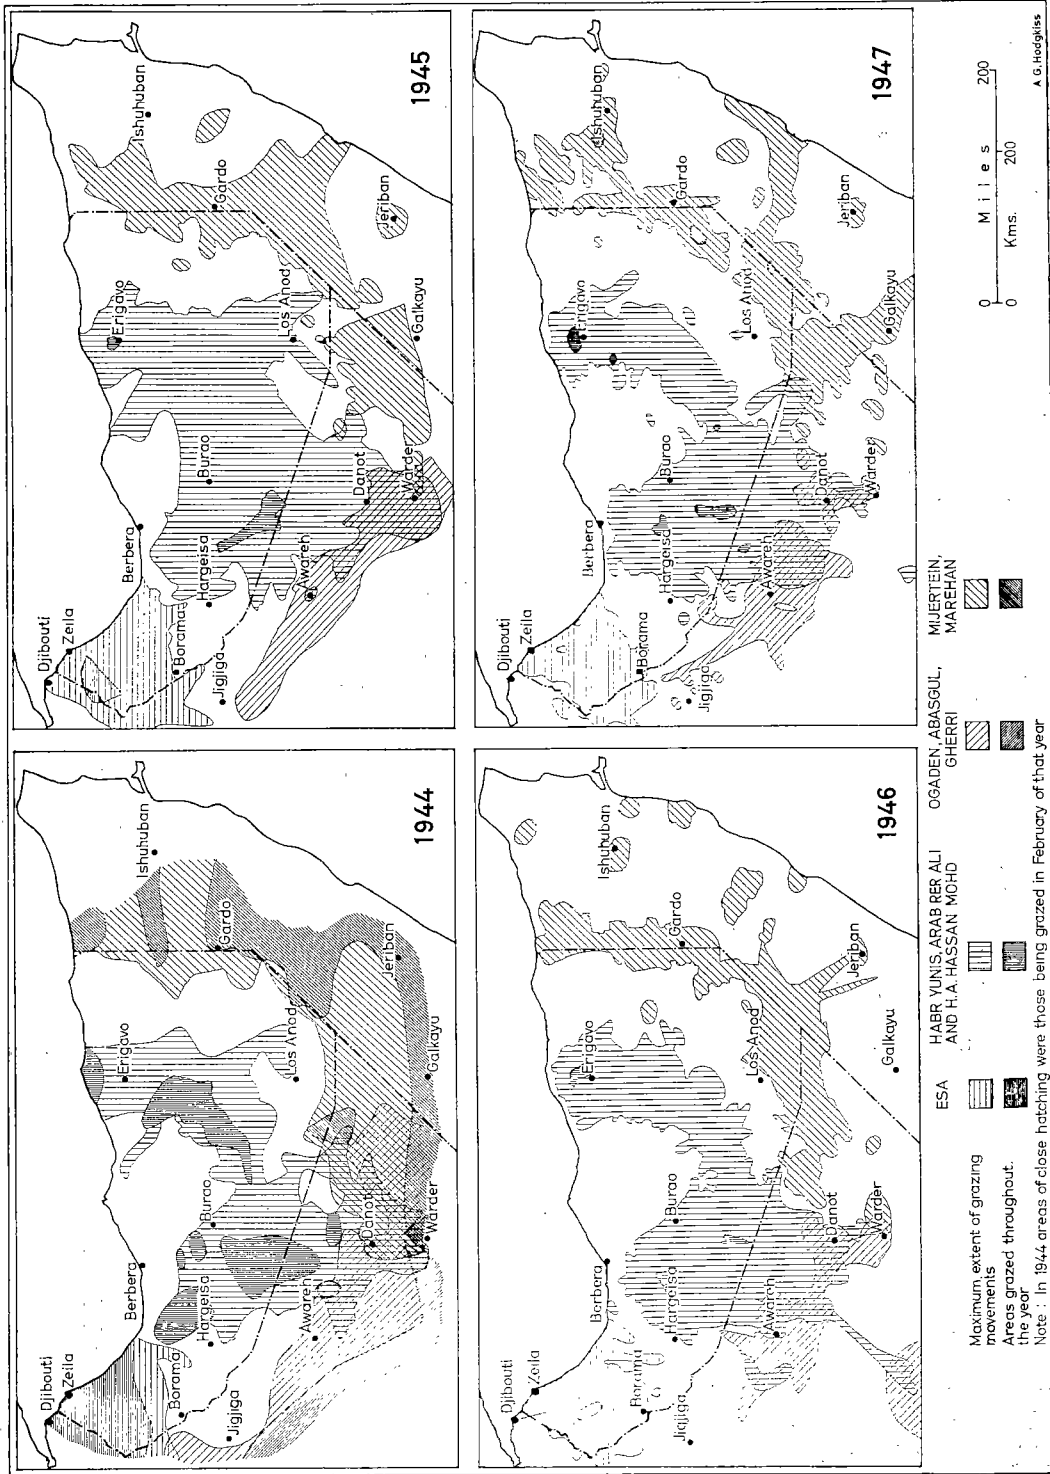 1944
Djibouti
Zeila
Berbera
Borama
Hargeisa
Burao
Erigavo
Ishuhuban
Jigjiga
Awareh
Los Anod
Gardo
Danot
Warder
Galkayu
Jeriban
1945
Djibouti
Zeila
Berbera
Borama
Hargeisa
Burao
Erigavo
Ishuhuban
Jigjiga
Awareh
Los Anod
Gardo
Danot
Warder
Galkayu
Jeriban
1946
Djibouti
Zeila
Berbera
Borama
Hargeisa
Burao
Erigavo
Ishuhuban
Jigjiga
Awareh
Los Anod
Gardo
Danot
Warder
Galkayu
Jeriban
1947
Djibouti
Zeila
Berbera
Borama
Hargeisa
Burao
Erigavo
Ishuhuban
Jigjiga
Awareh
Los Anod
Gardo
Danot
Warder
Galkayu
Jeriban
ESA
HABR YUNIS, ARAB RER ALI
AND H.A. HASSAN MOHD
OGADEN, ABASGUL,
GHERRI
MIJERTEIN,
MAREHAN
Maximum extent of grazing
movements
Areas grazed throughout.
the year
Note : In 1944 areas of close hatching were those being grazed in February of that year
0 Miles 200
0 Kms. 200
A G. Hodgkiss